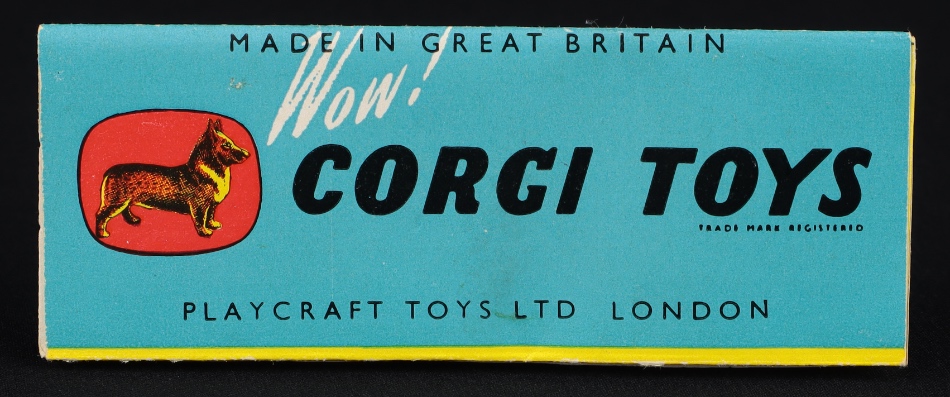 MADE IN GREAT BRITAIN
Wow!
CORGI TOYS
TRADE MARK REGISTERED
PLAYCRAFT TOYS LTD LONDON